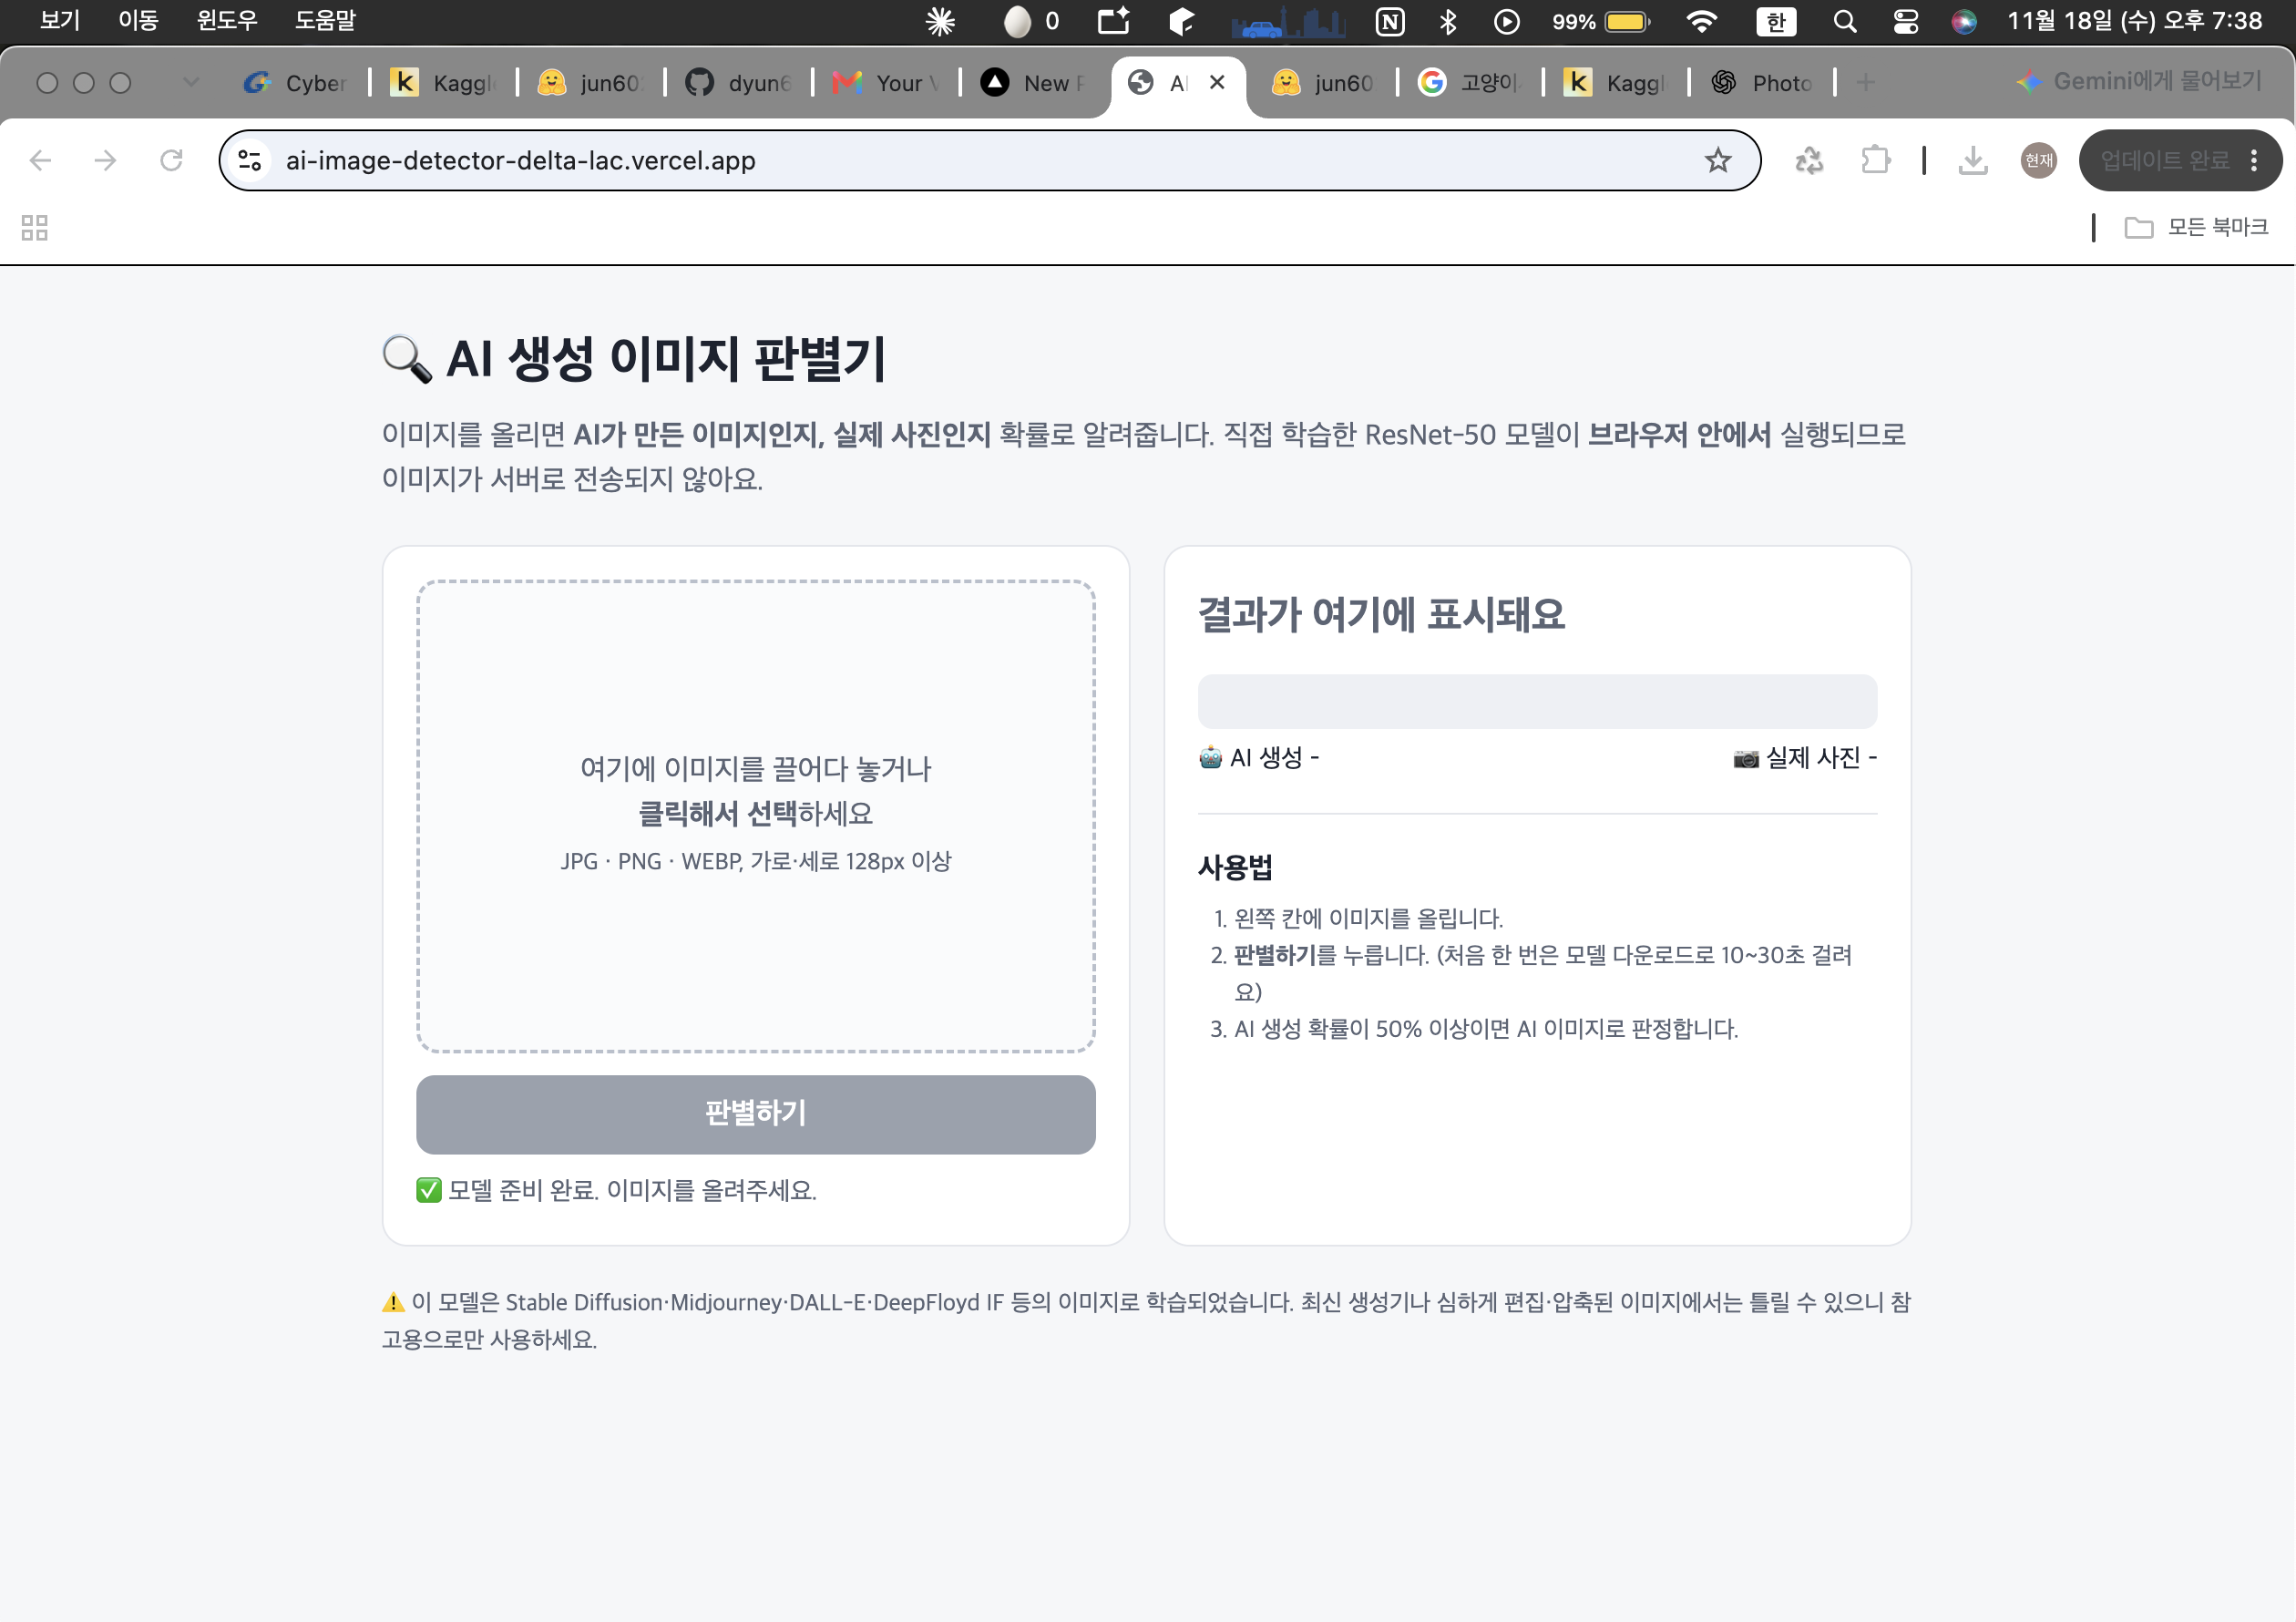 보기 이동 윈도우 도움말 0 99% 한 11월 18일 (수) 오후 7:38
Cyber Kaggl jun60 dyun6 Your New AI jun60 고양이 Kaggl Photo Gemini에게 물어보기
ai-image-detector-delta-lac.vercel.app 현재 업데이트 완료
모든 북마크
AI 생성 이미지 판별기
이미지를 올리면 AI가 만든 이미지인지, 실제 사진인지 확률로 알려줍니다. 직접 학습한 ResNet-50 모델이 브라우저 안에서 실행되므로
이미지가 서버로 전송되지 않아요.
여기에 이미지를 끌어다 놓거나
클릭해서 선택하세요
JPG · PNG · WEBP, 가로·세로 128px 이상
판별하기
모델 준비 완료. 이미지를 올려주세요.
결과가 여기에 표시돼요
AI 생성 - 실제 사진 -
사용법
1. 왼쪽 칸에 이미지를 올립니다.
2. 판별하기를 누릅니다. (처음 한 번은 모델 다운로드로 10~30초 걸려
요)
3. AI 생성 확률이 50% 이상이면 AI 이미지로 판정합니다.
이 모델은 Stable Diffusion·Midjourney·DALL-E·DeepFloyd IF 등의 이미지로 학습되었습니다. 최신 생성기나 심하게 편집·압축된 이미지에서는 틀릴 수 있으니 참
고용으로만 사용하세요.